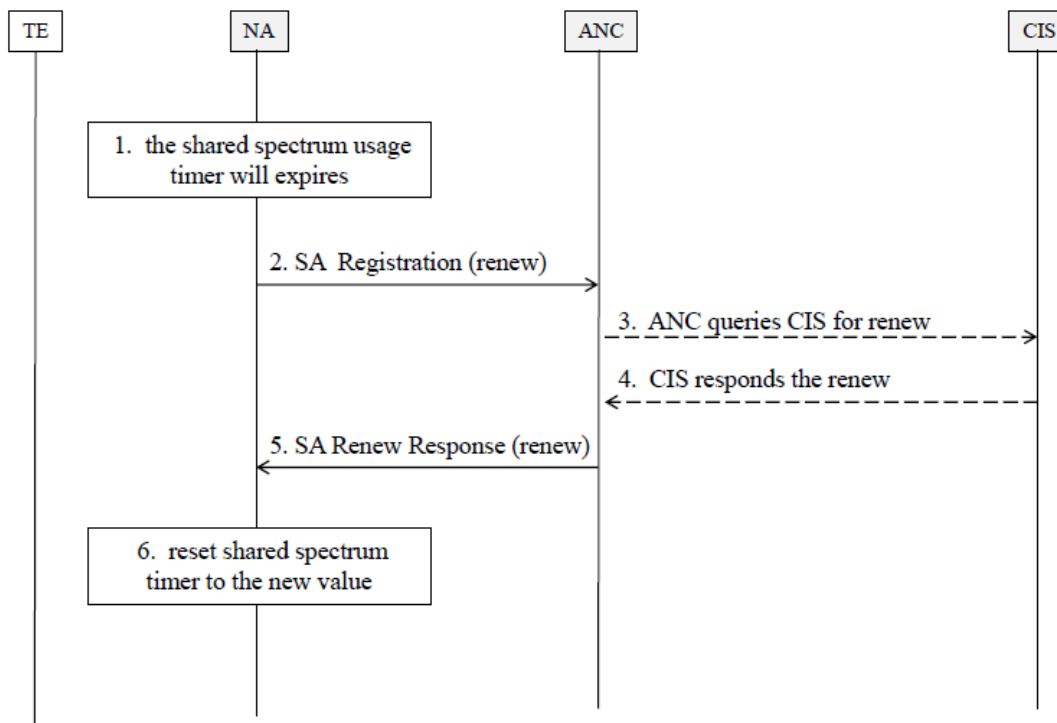 TE
NA
ANC
CIS
1. the shared spectrum usage
timer will expires
2. SA Registration (renew)
3. ANC queries CIS for renew
4. CIS responds the renew
5. SA Renew Response (renew)
6. reset shared spectrum
timer to the new value